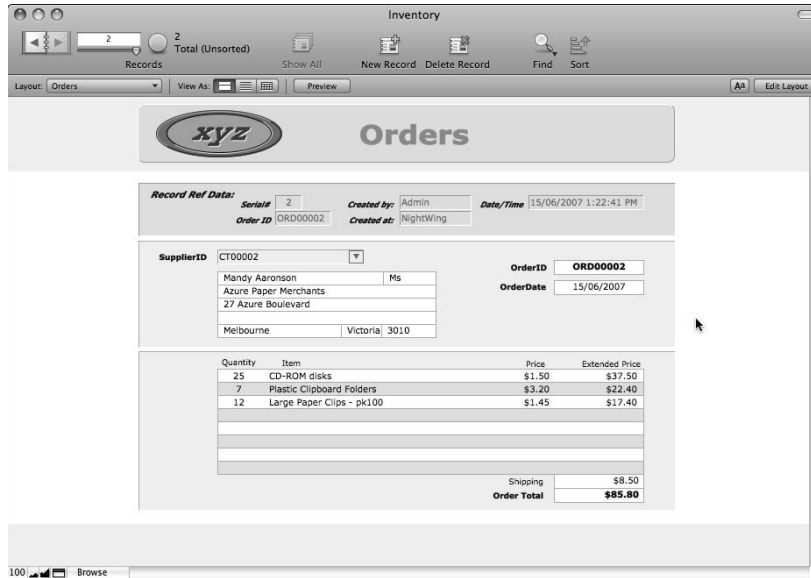 Inventory
2
2
Total (Unsorted)
Records
Show All
New Record
Delete Record
Find
Sort
Layout: Orders
View As:
Preview
Aa
Edit Layout
xyz
Orders
Record Ref Data:
Serial# 2
Created by: Admin
Date/Time 15/06/2007 1:22:41 PM
Order ID ORD00002
Created at: NightWing
SupplierID CT00002
OrderID ORD00002
OrderDate 15/06/2007
Mandy Aaronson Ms
Azure Paper Merchants
27 Azure Boulevard
Melbourne Victoria 3010
Quantity Item Price Extended Price
25 CD-ROM disks $1.50 $37.50
7 Plastic Clipboard Folders $3.20 $22.40
12 Large Paper Clips - pk100 $1.45 $17.40
Shipping $8.50
Order Total $85.80
100 Browse